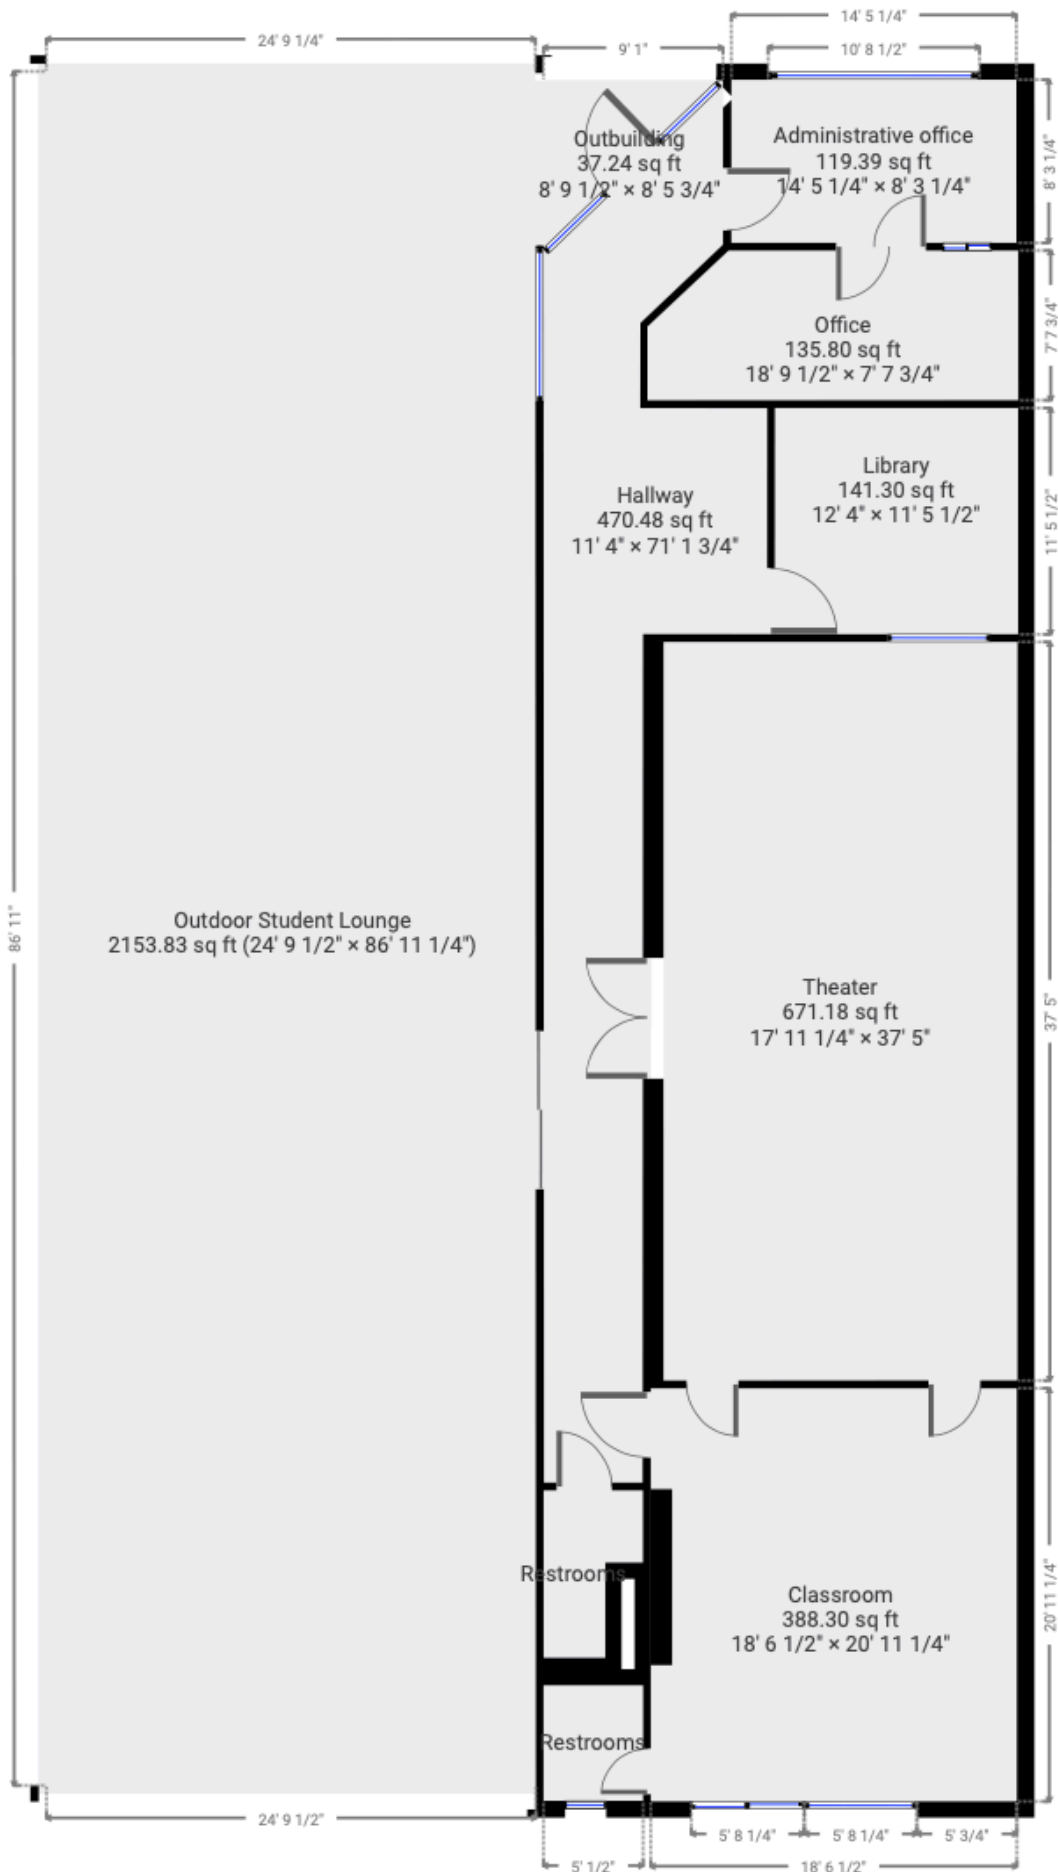 14' 5 1/4"
24' 9 1/4"
9' 1"
10' 8 1/2"
Outbuilding
37.24 sq ft
8' 9 1/2" × 8' 5 3/4"
Administrative office
119.39 sq ft
14' 5 1/4" × 8' 3 1/4"
8' 3 1/4"
Office
135.80 sq ft
18' 9 1/2" × 7' 7 3/4"
7' 7 3/4"
Library
141.30 sq ft
12' 4" × 11' 5 1/2"
11' 5 1/2"
Hallway
470.48 sq ft
11' 4" × 71' 1 3/4"
86' 11"
Outdoor Student Lounge
2153.83 sq ft (24' 9 1/2" × 86' 11 1/4")
Theater
671.18 sq ft
17' 11 1/4" × 37' 5"
37' 5"
Restrooms
Classroom
388.30 sq ft
18' 6 1/2" × 20' 11 1/4"
20' 11 1/4"
Restrooms
24' 9 1/2"
5' 8 1/4"
5' 8 1/4"
5' 3/4"
5' 1/2"
18' 6 1/2"